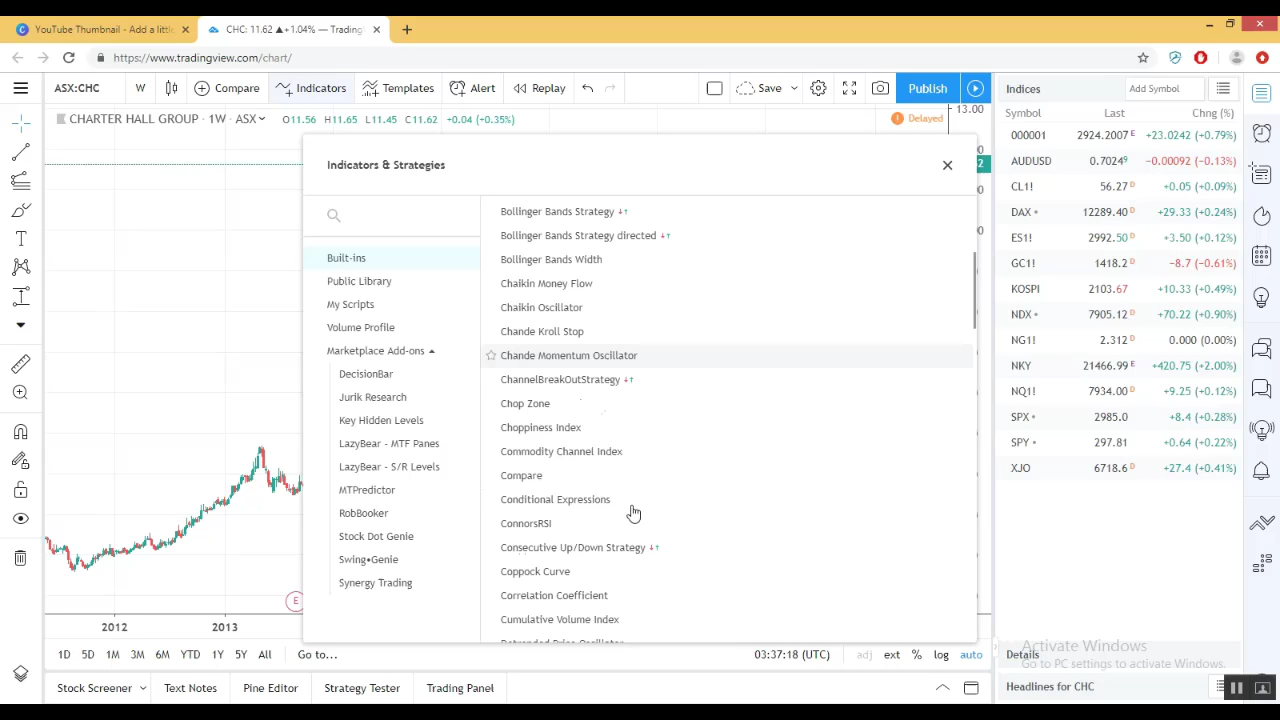 YouTube Thumbnail - Add a little
CHC: 11.62 ▲+1.04% — Trading
https://www.tradingview.com/chart/
ASX:CHC W Compare Indicators Templates Alert Replay Save Publish
CHARTER HALL GROUP · 1W · ASX O11.56 H11.65 L11.45 C11.62 +0.04 (+0.35%) Delayed 13.00
Indicators & Strategies
Built-ins
Public Library
My Scripts
Volume Profile
Marketplace Add-ons
DecisionBar
Jurik Research
Key Hidden Levels
LazyBear - MTF Panes
LazyBear - S/R Levels
MTPredictor
RobBooker
Stock Dot Genie
Swing•Genie
Synergy Trading
Bollinger Bands Strategy
Bollinger Bands Strategy directed
Bollinger Bands Width
Chaikin Money Flow
Chaikin Oscillator
Chande Kroll Stop
Chande Momentum Oscillator
ChannelBreakOutStrategy
Chop Zone
Choppiness Index
Commodity Channel Index
Compare
Conditional Expressions
ConnorsRSI
Consecutive Up/Down Strategy
Coppock Curve
Correlation Coefficient
Cumulative Volume Index
Detrended Price Oscillator
Indices Add Symbol
Symbol Last Chng (%)
000001 2924.2007 E +23.0242 (+0.79%)
AUDUSD 0.70249 −0.00092 (−0.13%)
CL1! 56.27 D +0.05 (+0.09%)
DAX 12289.40 D +29.33 (+0.24%)
ES1! 2992.50 D +3.50 (+0.12%)
GC1! 1418.2 D −8.7 (−0.61%)
KOSPI 2103.67 +10.33 (+0.49%)
NDX 7905.12 D +70.22 (+0.90%)
NG1! 2.312 D 0.000 (0.00%)
NKY 21466.99 E +420.75 (+2.00%)
NQ1! 7934.00 D +9.25 (+0.12%)
SPX 2985.0 +8.4 (+0.28%)
SPY 297.81 +0.64 (+0.22%)
XJO 6718.6 D +27.4 (+0.41%)
E
2012 2013
1D 5D 1M 3M 6M YTD 1Y 5Y All Go to... 03:37:18 (UTC) adj ext % log auto
Stock Screener Text Notes Pine Editor Strategy Tester Trading Panel
Activate Windows
Go to PC settings to activate Windows.
Details
Headlines for CHC